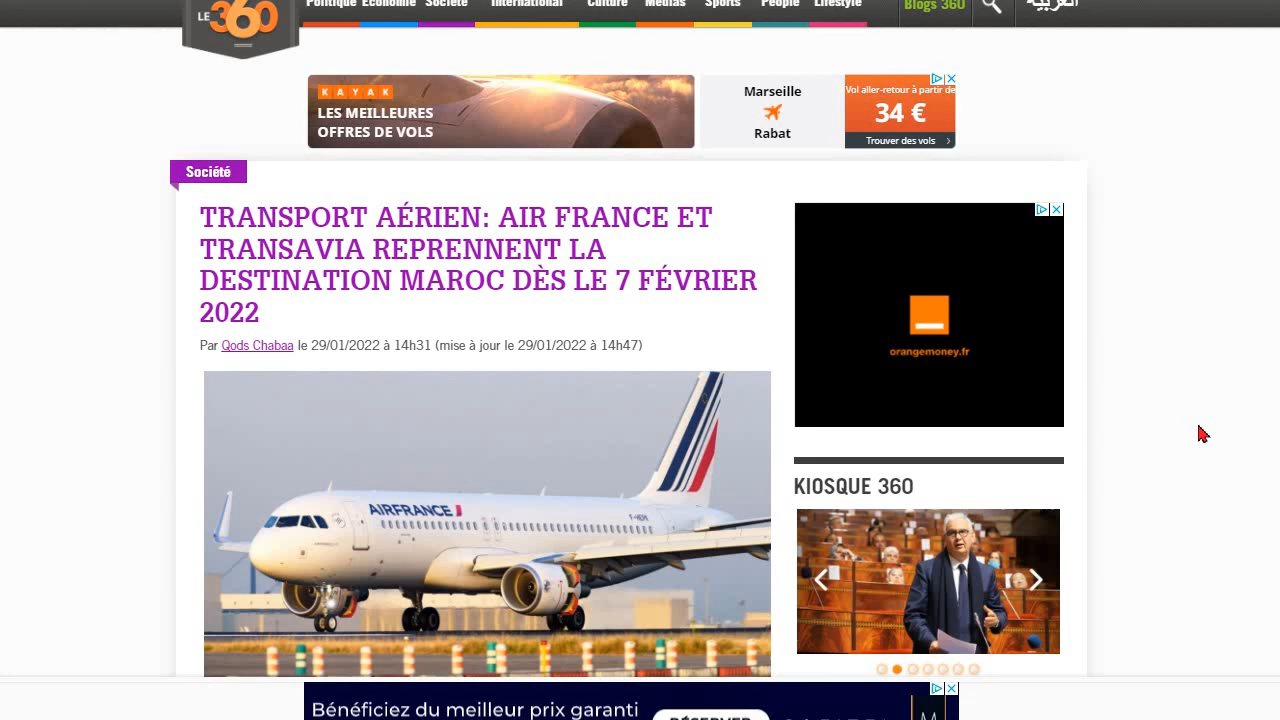 LE 360
Politique Economie Société International Culture Médias Sports People Lifestyle
Blogs 360
العربية
KAYAK
LES MEILLEURES
OFFRES DE VOLS
Marseille
Rabat
Vol aller-retour à partir de
34 €
Trouver des vols
Société
TRANSPORT AÉRIEN: AIR FRANCE ET
TRANSAVIA REPRENNENT LA
DESTINATION MAROC DÈS LE 7 FÉVRIER
2022
Par Qods Chabaa le 29/01/2022 à 14h31 (mise à jour le 29/01/2022 à 14h47)
AIRFRANCE
orangemoney.fr
KIOSQUE 360
Bénéficiez du meilleur prix garanti
RÉSERVER
M